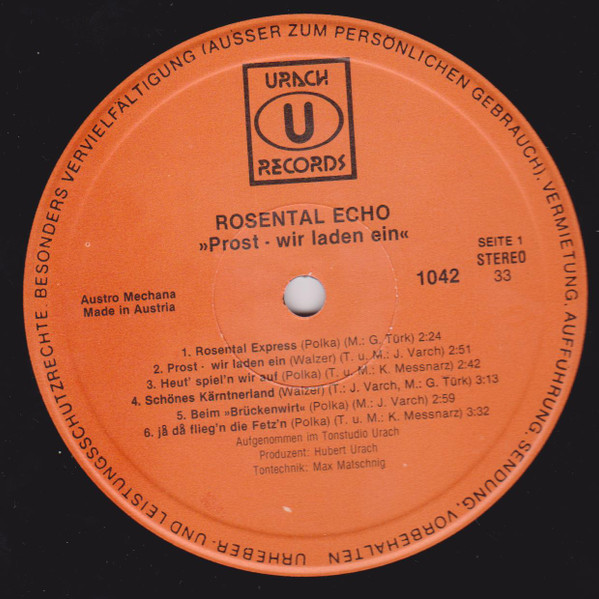 URHEBER- UND LEISTUNGSSCHUTZRECHTE. BESONDERS VERVIELFÄLTIGUNG (AUSSER ZUM PERSÖNLICHEN GEBRAUCH), VERMIETUNG, AUFFÜHRUNG, SENDUNG, VORBEHALTEN
URACH
U
RECORDS
ROSENTAL ECHO
»Prost - wir laden ein«
SEITE 1
STEREO
1042 33
Austro Mechana
Made in Austria
1. Rosental Express (Polka) (M.: G. Türk) 2:24
2. Prost - wir laden ein (Walzer) (T. u. M.: J. Varch) 2:51
3. Heut' spiel'n wir auf (Polka) (T. u. M.: K. Messnarz) 2:42
4. Schönes Kärntnerland (Walzer) (T.: J. Varch, M.: G. Türk) 3:13
5. Beim »Brückenwirt« (Polka) (M.: J. Varch) 2:59
6. jå då flieg'n die Fetz'n (Polka) (T. u. M.: K. Messnarz) 3:32
Aufgenommen im Tonstudio Urach
Produzent: Hubert Urach
Tontechnik: Max Matschnig